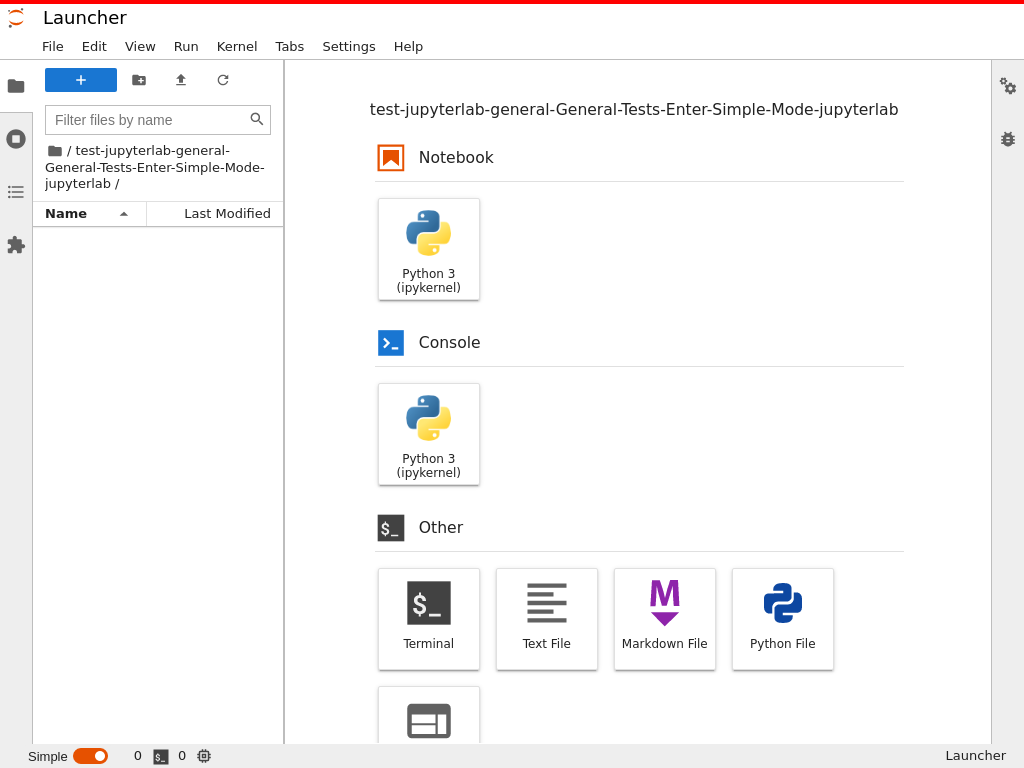 Launcher
File Edit View Run Kernel Tabs Settings Help
Filter files by name
/ test-jupyterlab-general-
General-Tests-Enter-Simple-Mode-
jupyterlab /
Name Last Modified
test-jupyterlab-general-General-Tests-Enter-Simple-Mode-jupyterlab
Notebook
Python 3
(ipykernel)
Console
Python 3
(ipykernel)
$_ Other
$_
M
Terminal Text File Markdown File Python File
Simple 0 $_ 0 Launcher